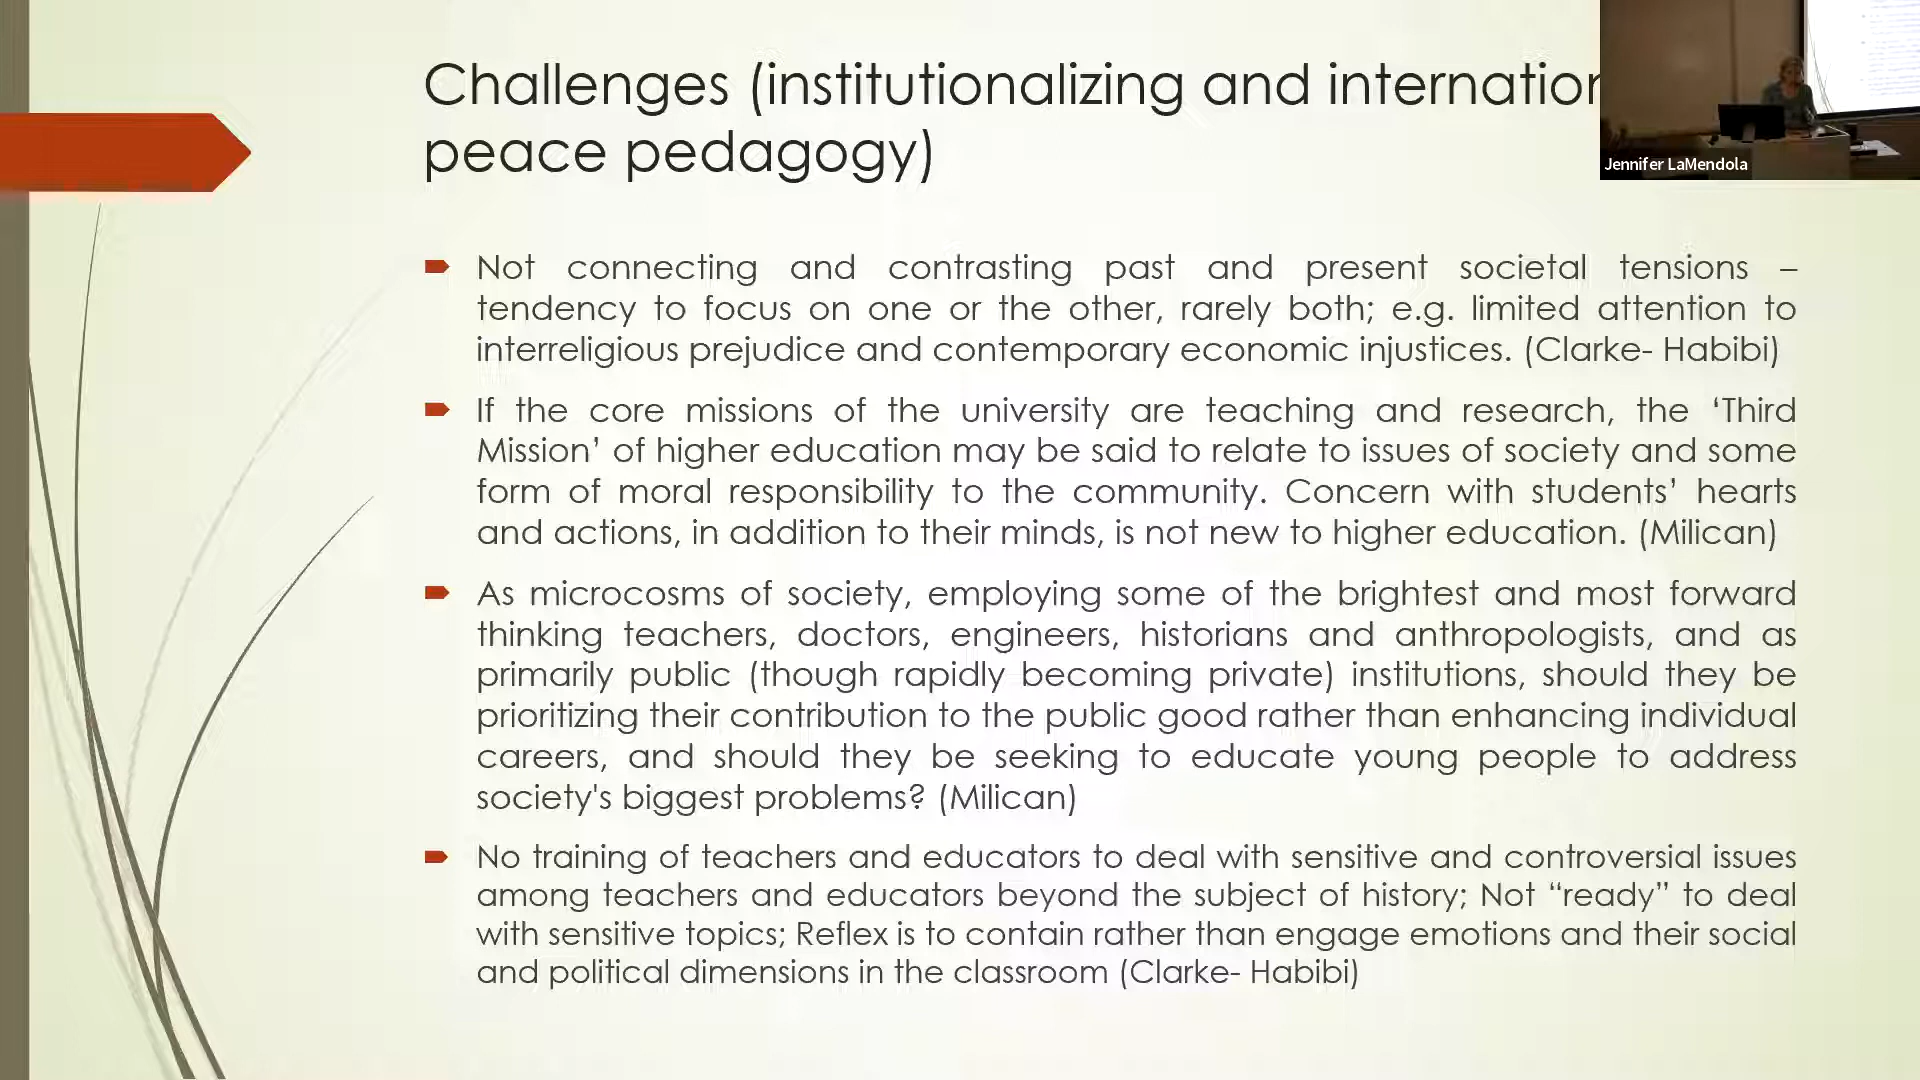 Challenges (institutionalizing and internation
peace pedagogy)
Jennifer LaMendola
Not connecting and contrasting past and present societal tensions –
tendency to focus on one or the other, rarely both; e.g. limited attention to
interreligious prejudice and contemporary economic injustices. (Clarke- Habibi)
If the core missions of the university are teaching and research, the ‘Third
Mission’ of higher education may be said to relate to issues of society and some
form of moral responsibility to the community. Concern with students’ hearts
and actions, in addition to their minds, is not new to higher education. (Milican)
As microcosms of society, employing some of the brightest and most forward
thinking teachers, doctors, engineers, historians and anthropologists, and as
primarily public (though rapidly becoming private) institutions, should they be
prioritizing their contribution to the public good rather than enhancing individual
careers, and should they be seeking to educate young people to address
society's biggest problems? (Milican)
No training of teachers and educators to deal with sensitive and controversial issues
among teachers and educators beyond the subject of history; Not “ready” to deal
with sensitive topics; Reflex is to contain rather than engage emotions and their social
and political dimensions in the classroom (Clarke- Habibi)